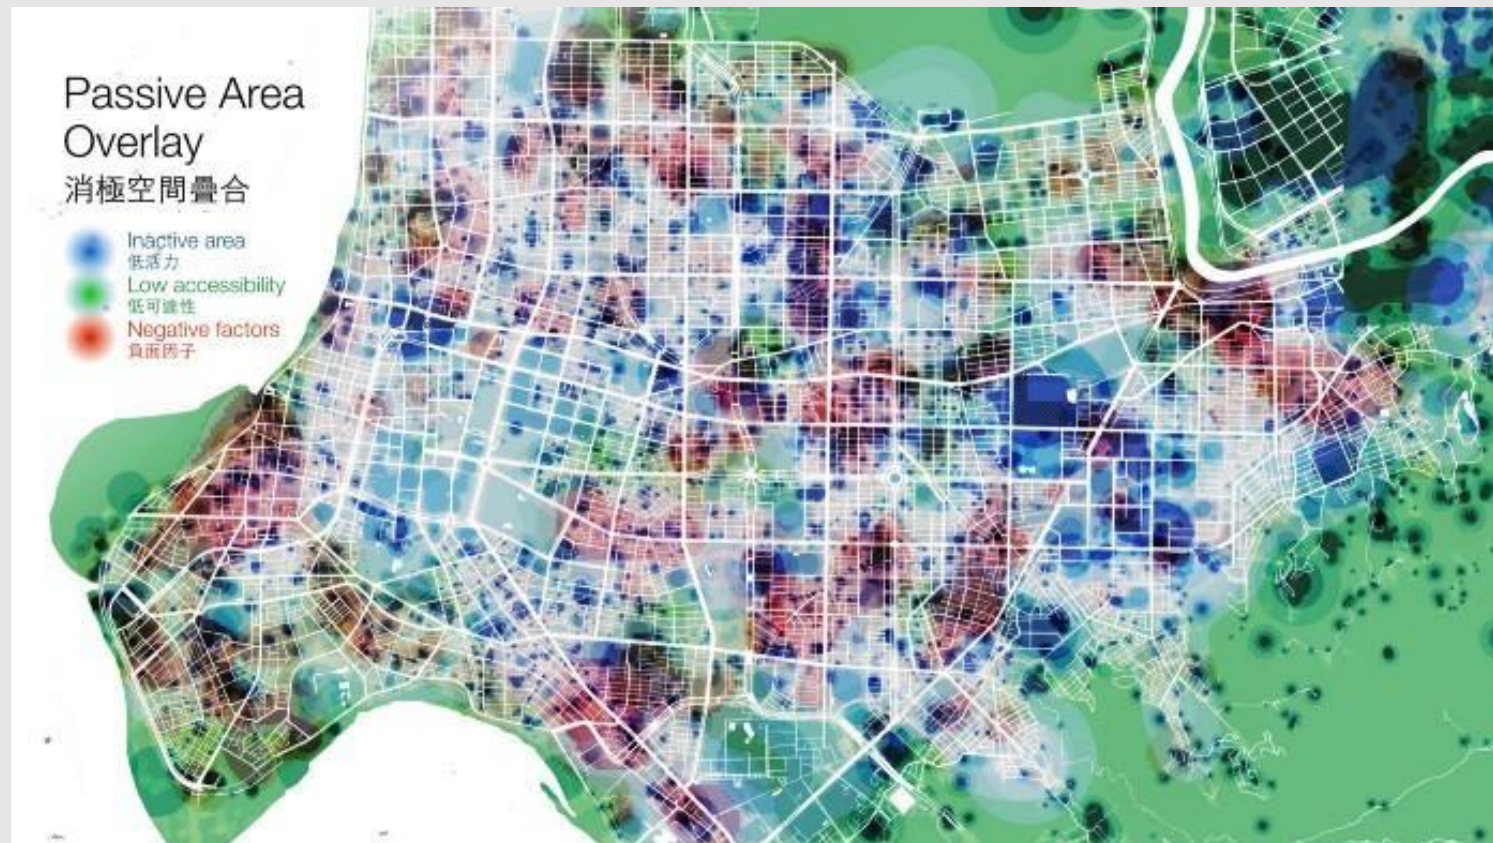 Passive Area
Overlay
消極空間疊合
Inactive area
低活力
Low accessibility
低可達性
Negative factors
負面因子